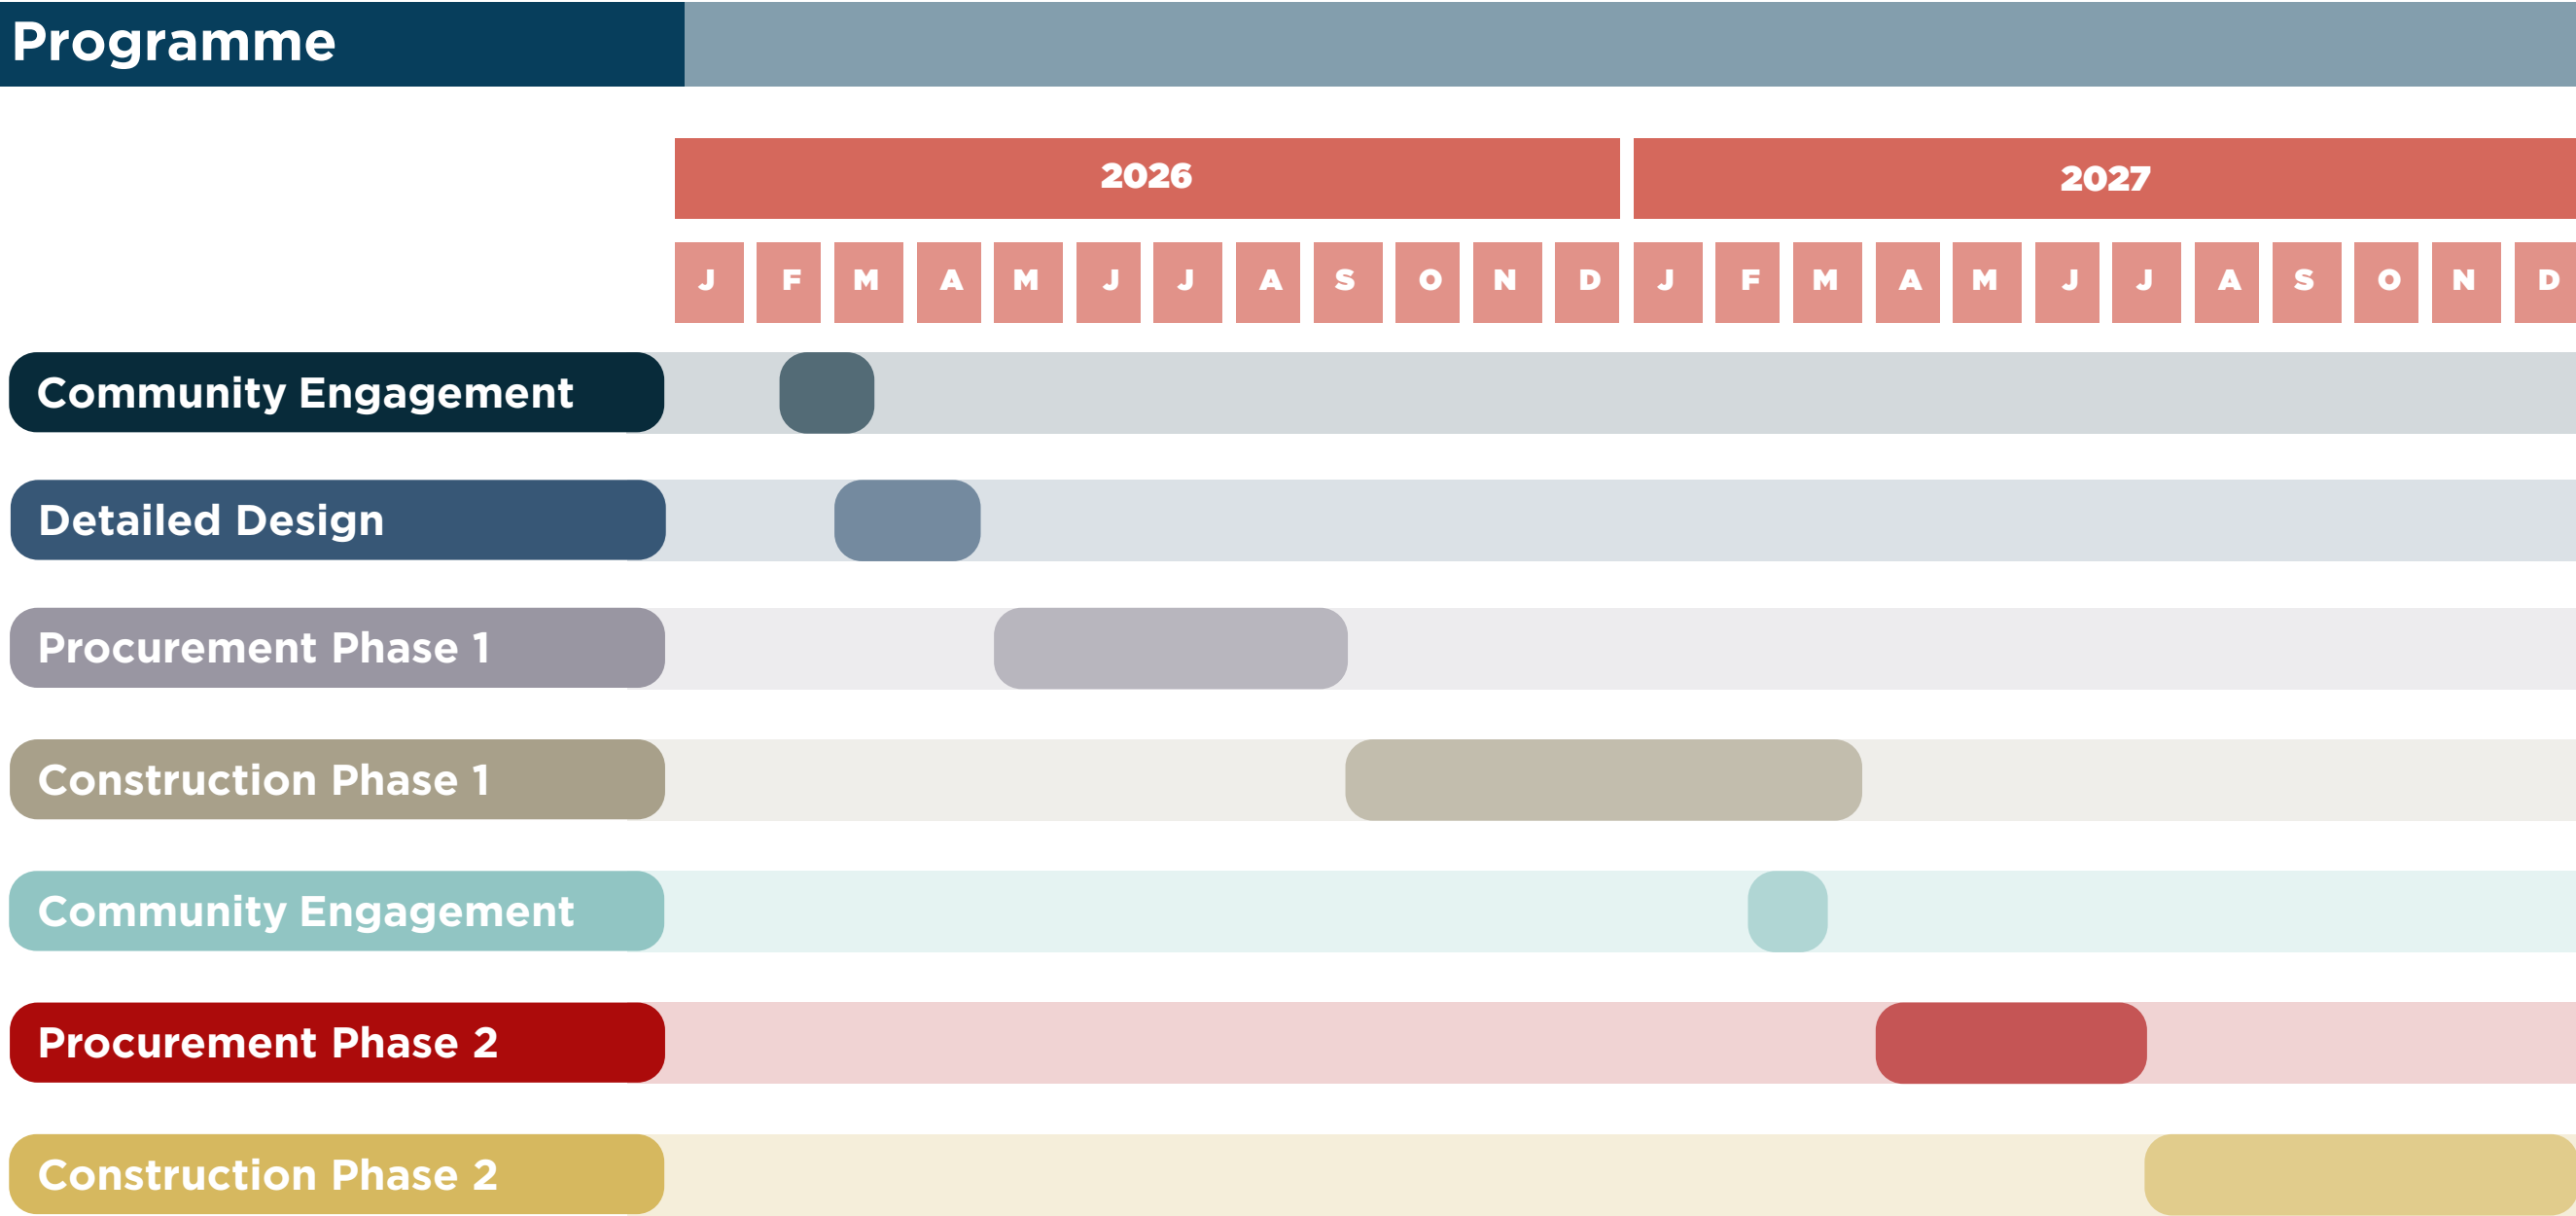 Programme
2026 2027
J F M A M J J A S O N D J F M A M J J A S O N D
Community Engagement
Detailed Design
Procurement Phase 1
Construction Phase 1
Community Engagement
Procurement Phase 2
Construction Phase 2